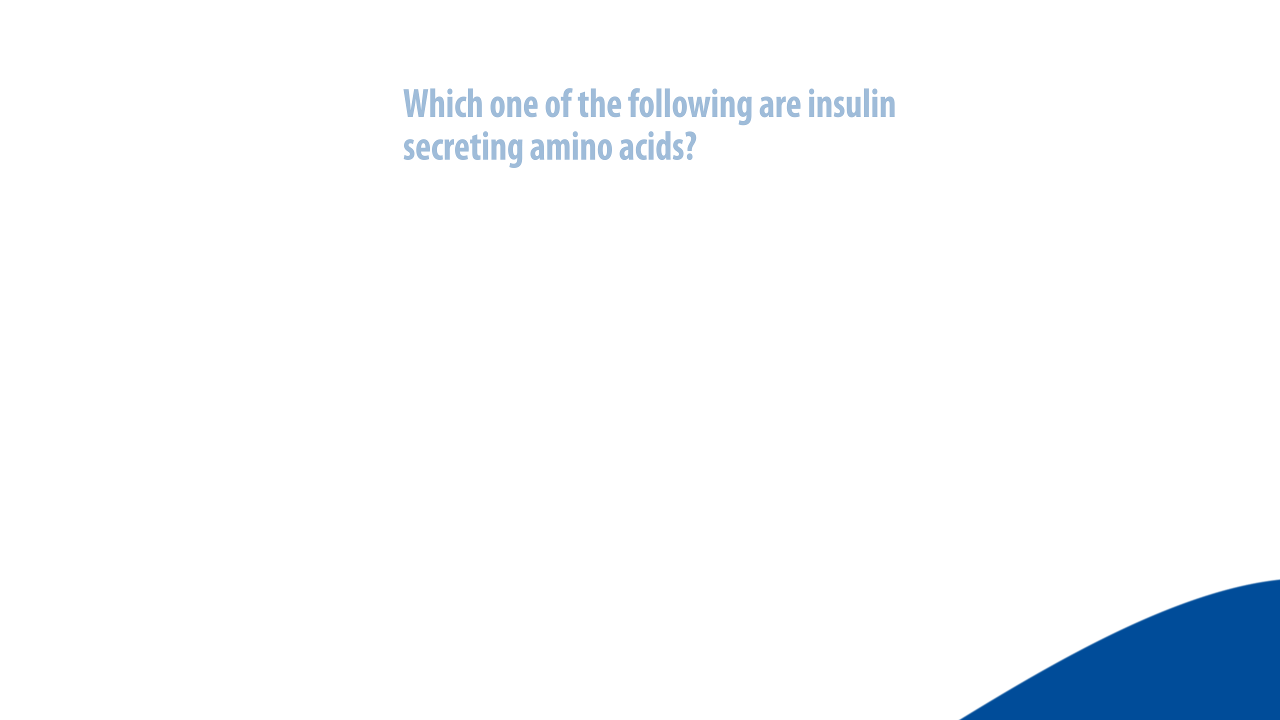 Which one of the following are insulin
secreting amino acids?